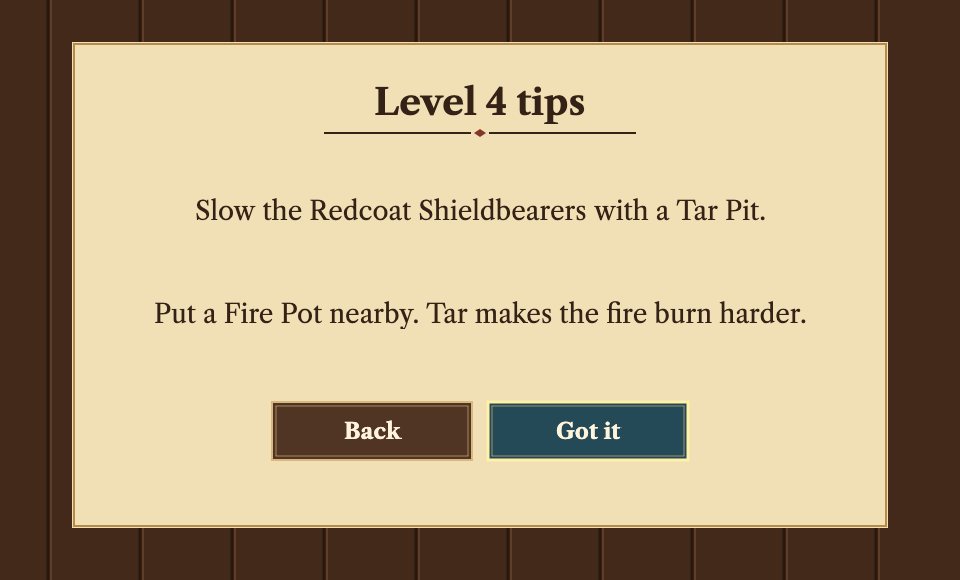 Level 4 tips
Slow the Redcoat Shieldbearers with a Tar Pit.
Put a Fire Pot nearby. Tar makes the fire burn harder.
Back
Got it